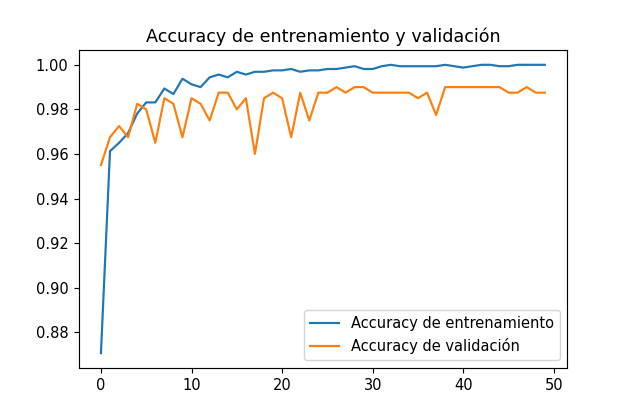 Accuracy de entrenamiento y validación
1.00
0.98
0.96
0.94
0.92
0.90
0.88
Accuracy de entrenamiento
Accuracy de validación
0 10 20 30 40 50